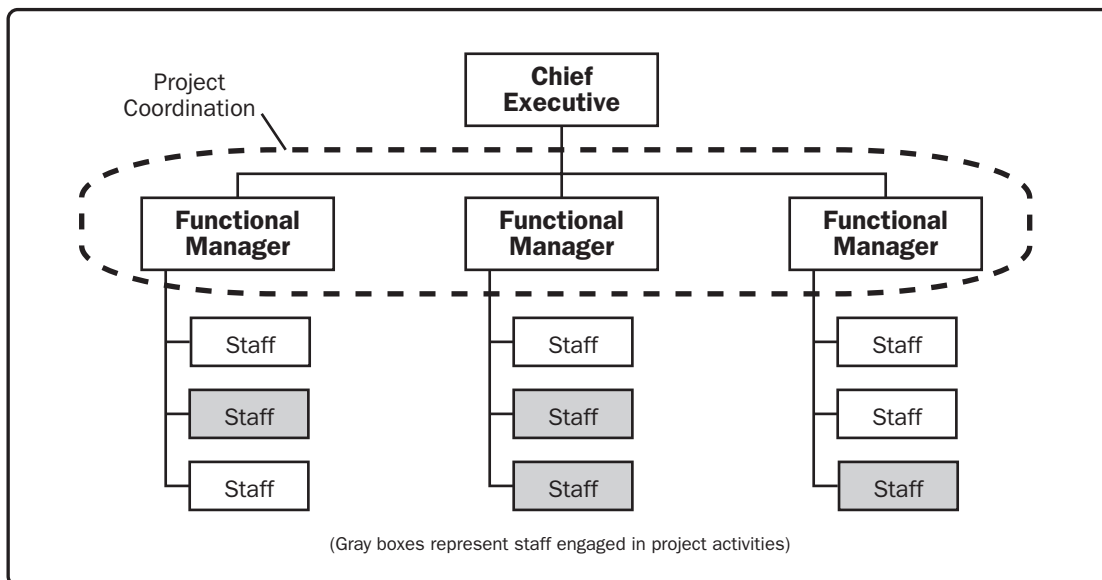 Chief
Executive
Project
Coordination
Functional
Manager
Functional
Manager
Functional
Manager
Staff
Staff
Staff
Staff
Staff
Staff
Staff
Staff
Staff
(Gray boxes represent staff engaged in project activities)